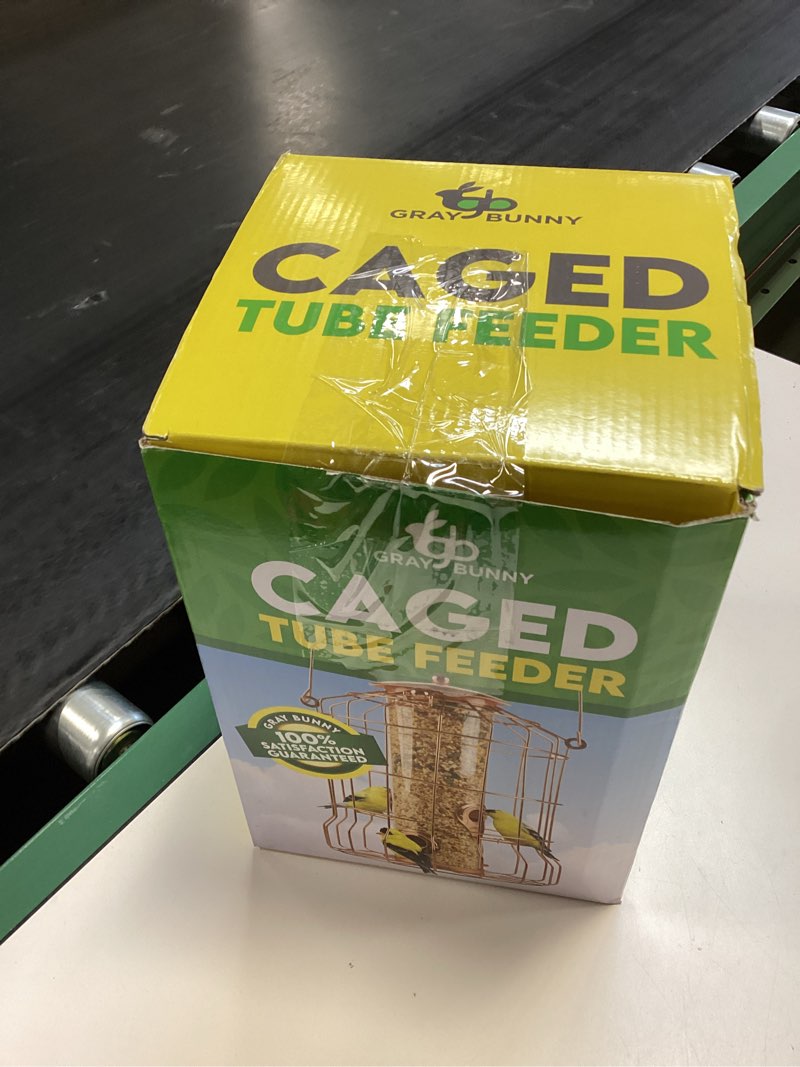 GRAY BUNNY
CAGED
TUBE FEEDER
GRAY BUNNY
CAGED
TUBE FEEDER
GRAY BUNNY
100%
SATISFACTION
GUARANTEED